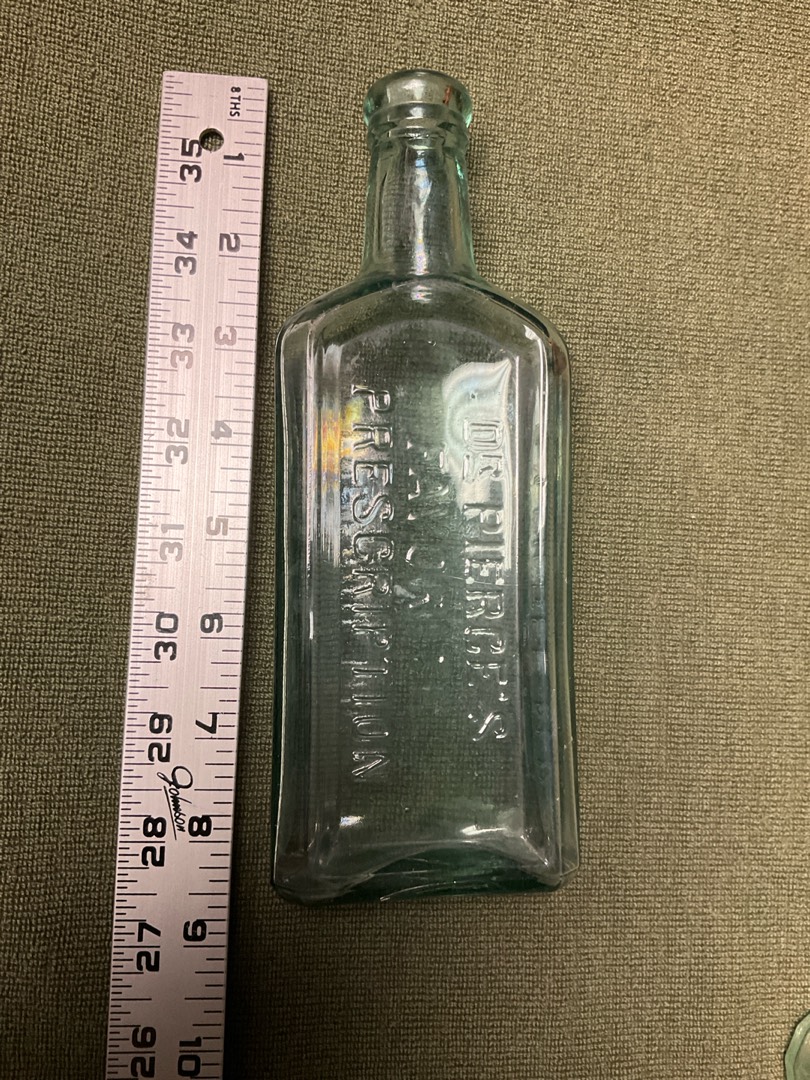 DR PIERCE'S
FAVORITE
PRESCRIPTION
8THS
1 2 3 4 5 6 7 8 9 10
35 34 33 32 31 30 29 28 27 26
Johnson